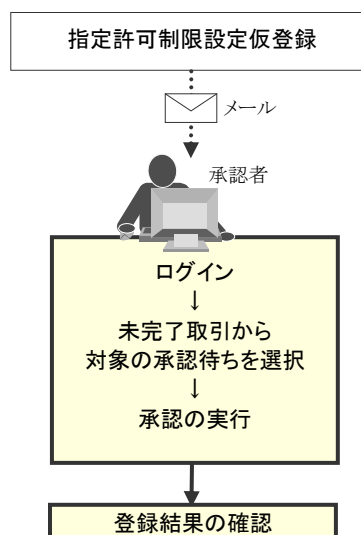 指定許可制限設定仮登録
メール
承認者
ログイン
↓
未完了取引から
対象の承認待ちを選択
↓
承認の実行
登録結果の確認